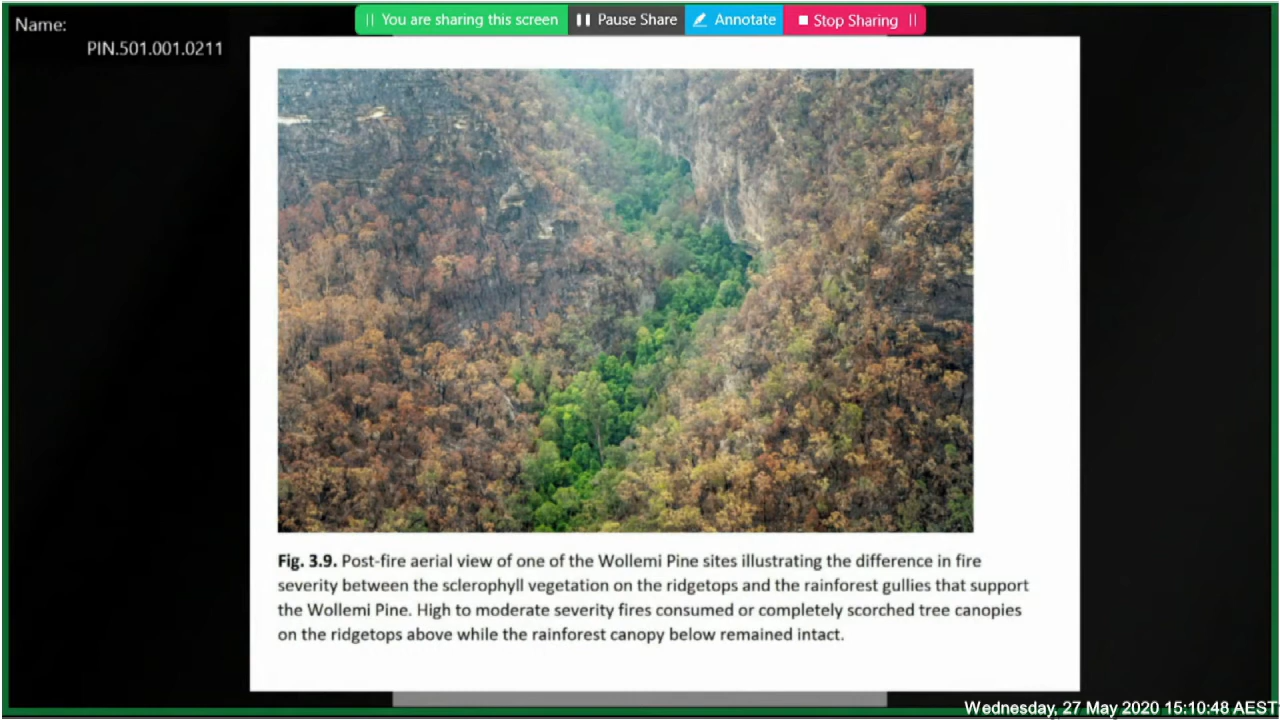 Name:
PIN.501.001.0211
You are sharing this screen
Pause Share
Annotate
Stop Sharing
Fig. 3.9. Post-fire aerial view of one of the Wollemi Pine sites illustrating the difference in fire
severity between the sclerophyll vegetation on the ridgetops and the rainforest gullies that support
the Wollemi Pine. High to moderate severity fires consumed or completely scorched tree canopies
on the ridgetops above while the rainforest canopy below remained intact.
Wednesday, 27 May 2020 15:10:48 AEST